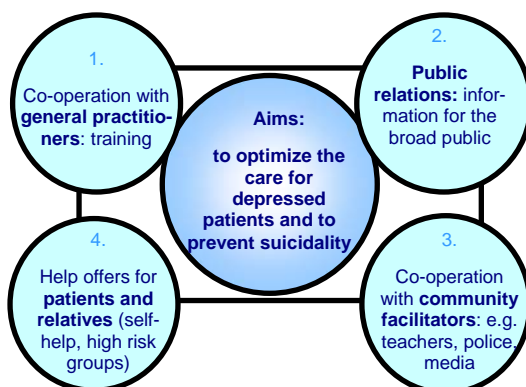 1.
Co-operation with
general practitio-
ners: training
2.
Public
relations: infor-
mation for the
broad public
Aims:
to optimize the
care for
depressed
patients and to
prevent suicidality
4.
Help offers for
patients and
relatives (self-
help, high risk
groups)
3.
Co-operation
with community
facilitators: e.g.
teachers, police,
media